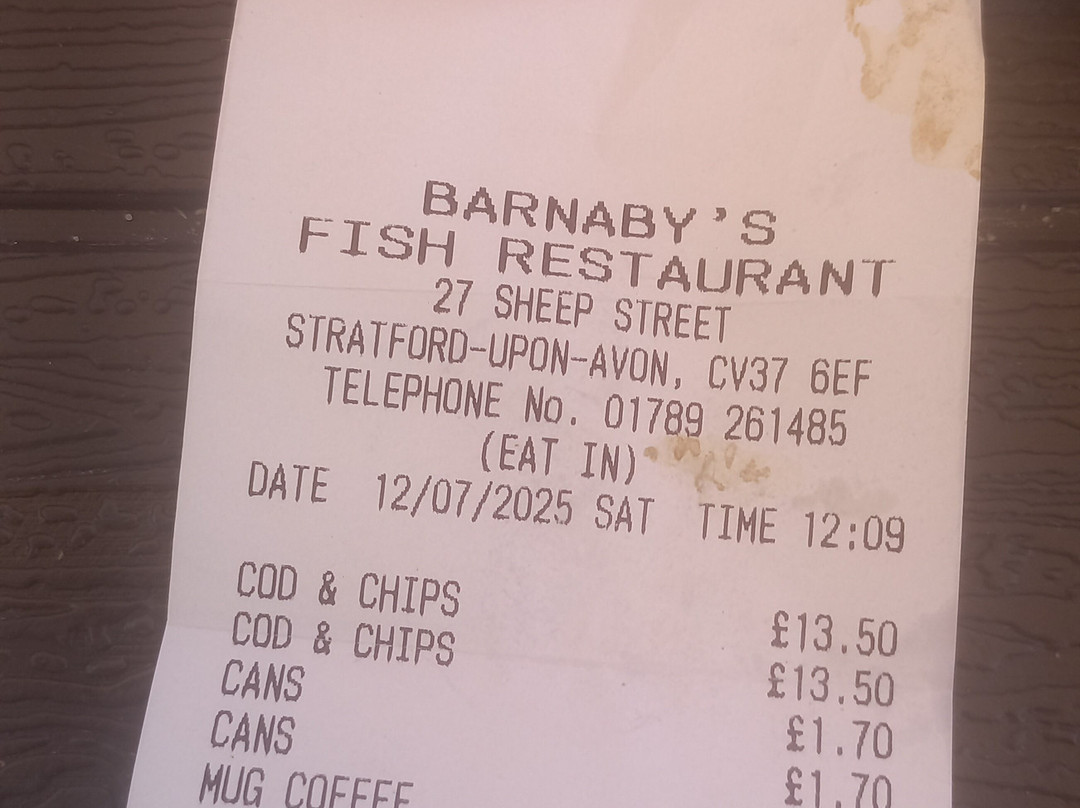 BARNABY'S
FISH RESTAURANT
27 SHEEP STREET
STRATFORD-UPON-AVON, CV37 6EF
TELEPHONE No. 01789 261485
(EAT IN)
DATE 12/07/2025 SAT TIME 12:09
COD & CHIPS £13.50
COD & CHIPS £13.50
CANS £1.70
CANS £1.70
MUG COFFEE